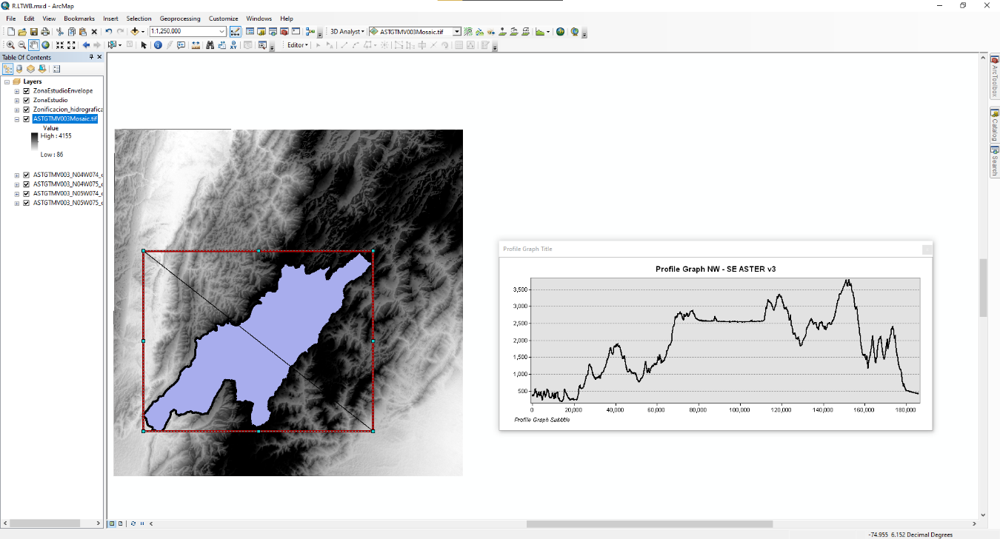 R.LTWB.mxd - ArcMap
File Edit View Bookmarks Insert Selection Geoprocessing Customize Windows Help
1:1,250,000 3D Analyst ASTGTMV003Mosaic.tif
Editor
Table Of Contents
Layers
ZonaEstudioEnvelope
ZonaEstudio
Zonificacion_hidrografica
ASTGTMV003Mosaic.tif
Value
High : 4155
Low : 86
ASTGTMV003_N04W074_
ASTGTMV003_N04W075_
ASTGTMV003_N05W074_
ASTGTMV003_N05W075_
Profile Graph Title
Profile Graph NW - SE ASTER v3
3,500
3,000
2,500
2,000
1,500
1,000
500
0 20,000 40,000 60,000 80,000 100,000 120,000 140,000 160,000 180,000
Profile Graph Subtitle
ArcToolbox
Catalog
Search
-74.955 6.152 Decimal Degrees